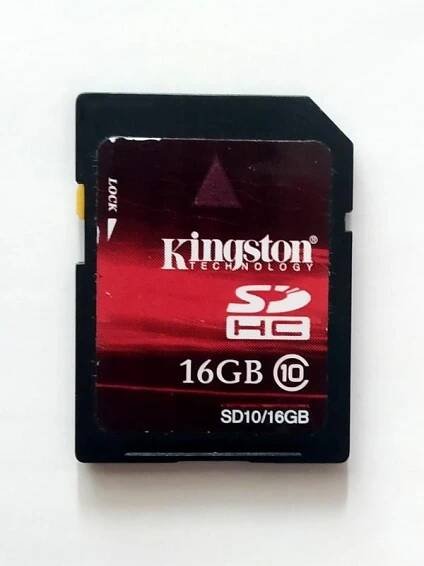 LOCK
Kingston®
TECHNOLOGY
SD
HC
16GB 10
SD10/16GB